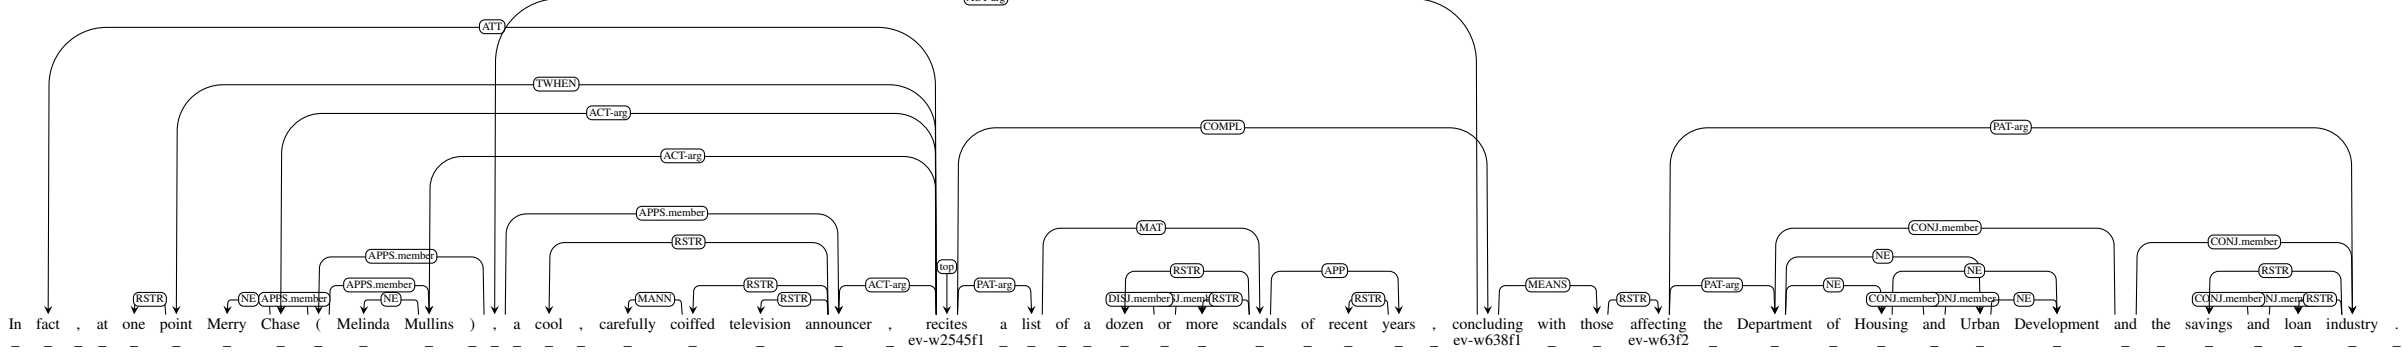 ATT
TWHEN
ACT-arg
COMPL PAT-arg
ACT-arg
APPS.member
MAT CONJ.member
RSTR CONJ.member
APPS.member NE
top RSTR APP NE RSTR
APPS.member RSTR ACT-arg PAT-arg MEANS PAT-arg NE
RSTR NE APPS.member NE MANN RSTR DISJ.member RSTR RSTR RSTR CONJ.member NE CONJ.member RSTR
In fact , at one point Merry Chase ( Melinda Mullins ) , a cool , carefully coiffed television announcer , recites a list of a dozen or more scandals of recent years , concluding with those affecting the Department of Housing and Urban Development and the savings and loan industry .
ev-w2545f1 ev-w638f1 ev-w63f2